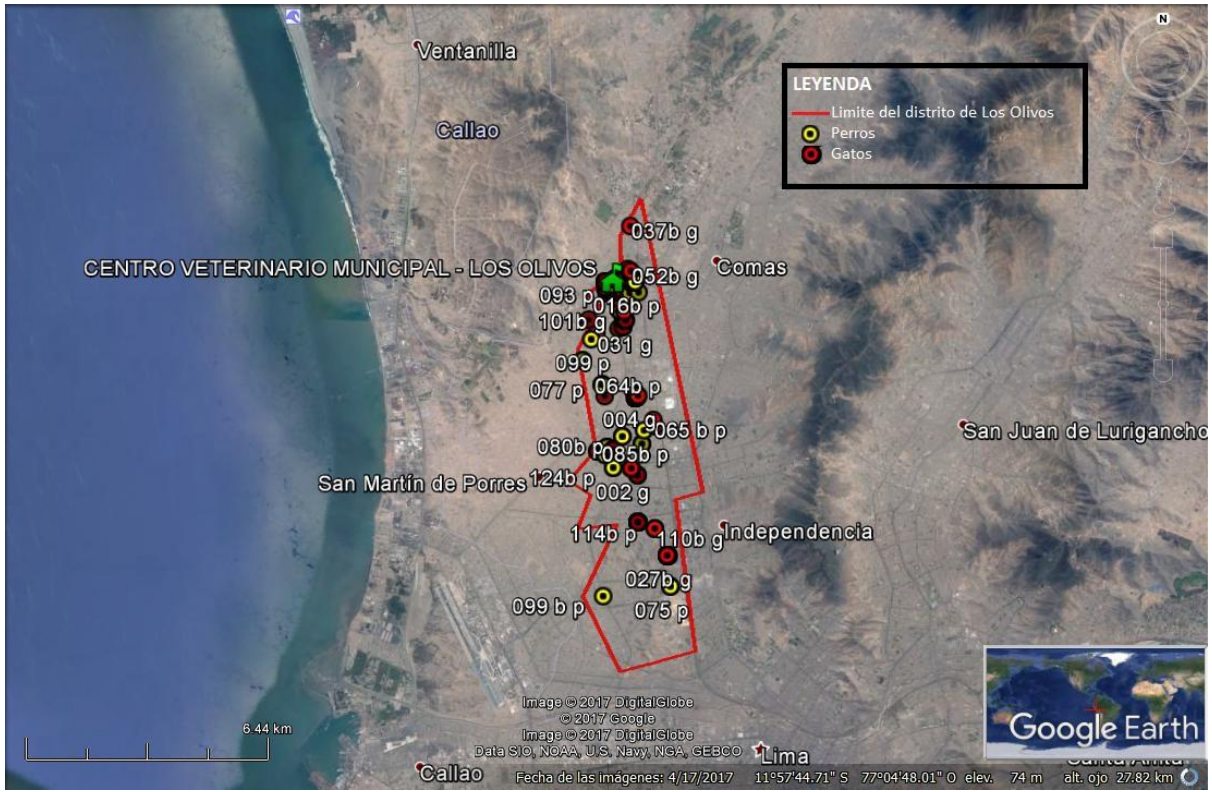 Ventanilla
N
LEYENDA
Limite del distrito de Los Olivos
Perros
Gatos
Callao
037b g
CENTRO VETERINARIO MUNICIPAL - LOS OLIVOS
Comas
052b g
093 p
016b p
101b g
031 g
099 p
077 p
064b p
004 g
065 b p
San Juan de Lurigancho
080b p
085b p
124b p
San Martín de Porres
002 g
114b p
110b g
Independencia
027b g
099 b p
075 p
Image © 2017 DigitalGlobe
© 2017 Google
Image © 2017 DigitalGlobe
Data SIO, NOAA, U.S. Navy, NGA, GEBCO
6.44 km
Google Earth
Lima
Santa Anita
Callao
Fecha de las imágenes: 4/17/2017 11°57'44.71" S 77°04'48.01" O elev. 74 m alt. ojo 27.82 km